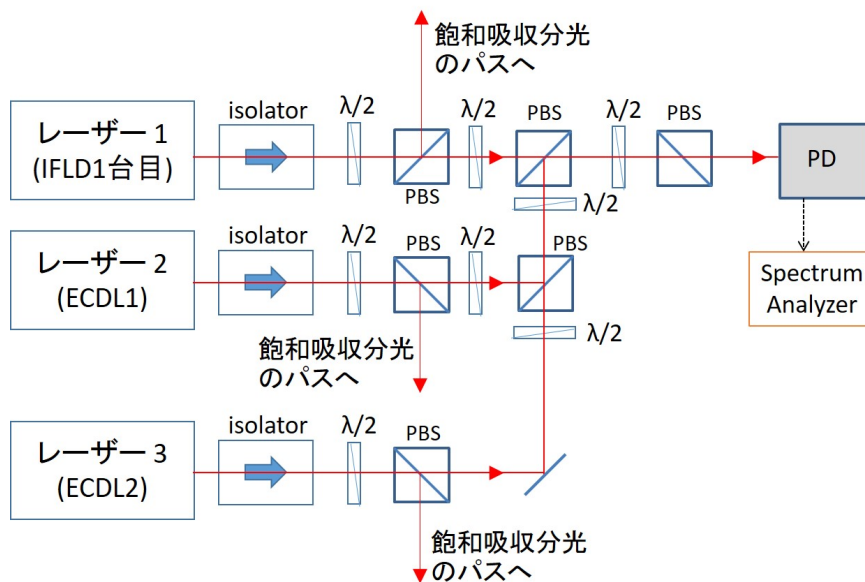 飽和吸収分光
のパスへ
レーザー 1
(IFLD1台目)
isolator
λ/2
PBS
λ/2
PBS
λ/2
PBS
PD
λ/2
レーザー 2
(ECDL1)
isolator
λ/2
PBS
λ/2
PBS
Spectrum
Analyzer
λ/2
飽和吸収分光
のパスへ
レーザー 3
(ECDL2)
isolator
λ/2
PBS
飽和吸収分光
のパスへ